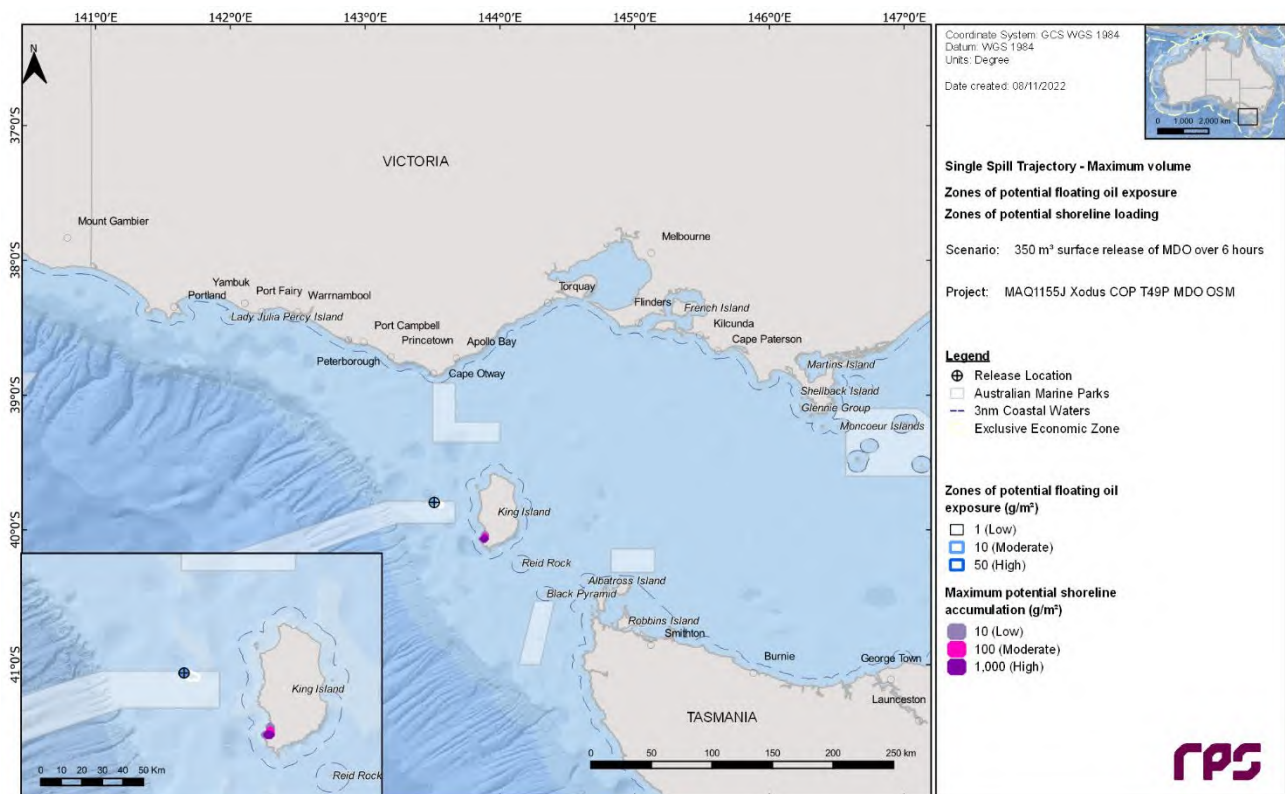 141°0'E
142°0'E
143°0'E
144°0'E
145°0'E
146°0'E
147°0'E
N
37°0'S
38°0'S
39°0'S
40°0'S
41°0'S
VICTORIA
Mount Gambier
Melbourne
Yambuk
Portland
Port Fairy
Warrnambool
Lady Julia Percy Island
Torquay
Flinders
French Island
Kilcunda
Cape Paterson
Port Campbell
Princetown
Apollo Bay
Peterborough
Cape Otway
Martins Island
Shellback Island
Glennie Group
Moncoeur Islands
King Island
Reid Rock
Albatross Island
Black Pyramid
Robbins Island
Smithton
Burnie
George Town
Launceston
TASMANIA
0 50 100 150 200 250 km
King Island
Reid Rock
0 10 20 30 40 50 Km
Coordinate System: GCS WGS 1984
Datum: WGS 1984
Units: Degree
Date created: 08/11/2022
0 1,000 2,000 km
Single Spill Trajectory - Maximum volume
Zones of potential floating oil exposure
Zones of potential shoreline loading
Scenario: 350 m³ surface release of MDO over 6 hours
Project: MAQ1155J Xodus COP T49P MDO OSM
Legend
Release Location
Australian Marine Parks
3nm Coastal Waters
Exclusive Economic Zone
Zones of potential floating oil
exposure (g/m²)
1 (Low)
10 (Moderate)
50 (High)
Maximum potential shoreline
accumulation (g/m²)
10 (Low)
100 (Moderate)
1,000 (High)
rps